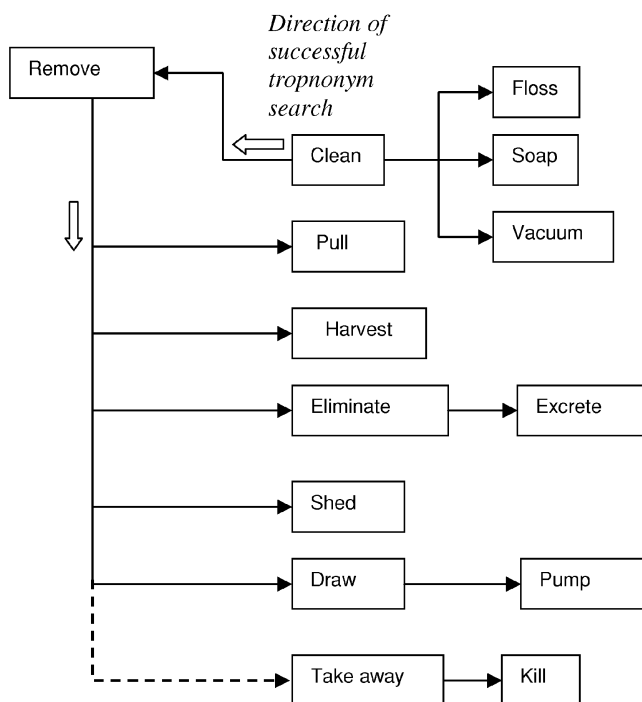 Direction of
successful
tropnonym
search
Remove
Floss
Clean
Soap
Vacuum
Pull
Harvest
Eliminate
Excrete
Shed
Draw
Pump
Take away
Kill